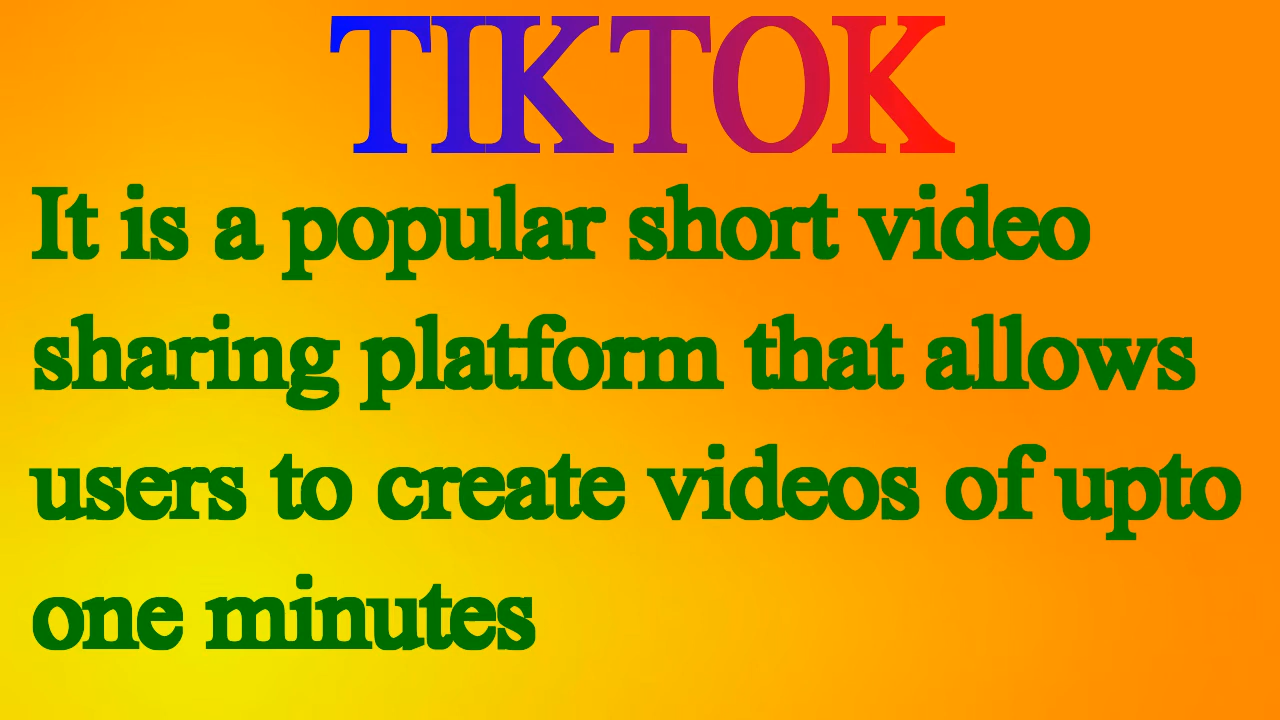 TIKTOK
It is a popular short video
sharing platform that allows
users to create videos of upto
one minutes